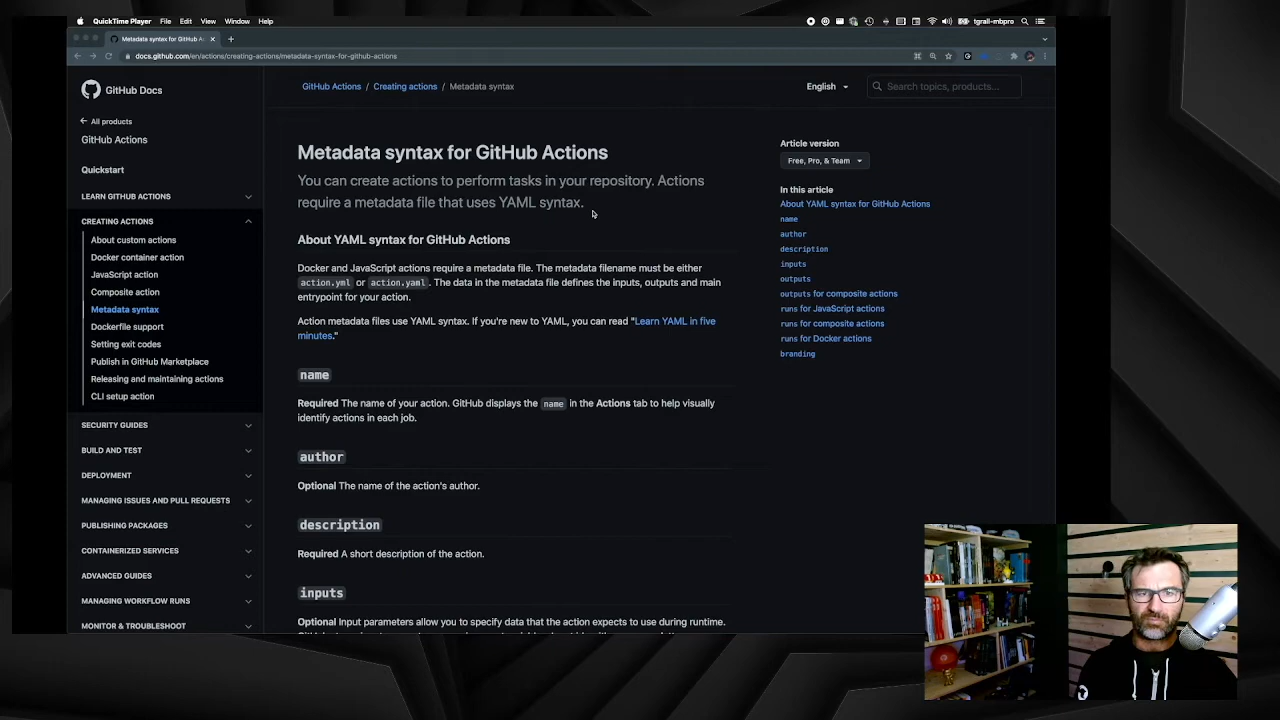 QuickTime Player File Edit View Window Help
tgrall-mbpro
Metadata syntax for GitHub A
docs.github.com/en/actions/creating-actions/metadata-syntax-for-github-actions
GitHub Docs
GitHub Actions / Creating actions / Metadata syntax
English
Search topics, products...
All products
GitHub Actions
Quickstart
LEARN GITHUB ACTIONS
CREATING ACTIONS
About custom actions
Docker container action
JavaScript action
Composite action
Metadata syntax
Dockerfile support
Setting exit codes
Publish in GitHub Marketplace
Releasing and maintaining actions
CLI setup action
SECURITY GUIDES
BUILD AND TEST
DEPLOYMENT
MANAGING ISSUES AND PULL REQUESTS
PUBLISHING PACKAGES
CONTAINERIZED SERVICES
ADVANCED GUIDES
MANAGING WORKFLOW RUNS
MONITOR & TROUBLESHOOT
Metadata syntax for GitHub Actions
You can create actions to perform tasks in your repository. Actions
require a metadata file that uses YAML syntax.
About YAML syntax for GitHub Actions
Docker and JavaScript actions require a metadata file. The metadata filename must be either
action.yml or action.yaml. The data in the metadata file defines the inputs, outputs and main
entrypoint for your action.
Action metadata files use YAML syntax. If you're new to YAML, you can read "Learn YAML in five
minutes."
name
Required The name of your action. GitHub displays the name in the Actions tab to help visually
identify actions in each job.
author
Optional The name of the action's author.
description
Required A short description of the action.
inputs
Optional Input parameters allow you to specify data that the action expects to use during runtime.
Article version
Free, Pro, & Team
In this article
About YAML syntax for GitHub Actions
name
author
description
inputs
outputs
outputs for composite actions
runs for JavaScript actions
runs for composite actions
runs for Docker actions
branding